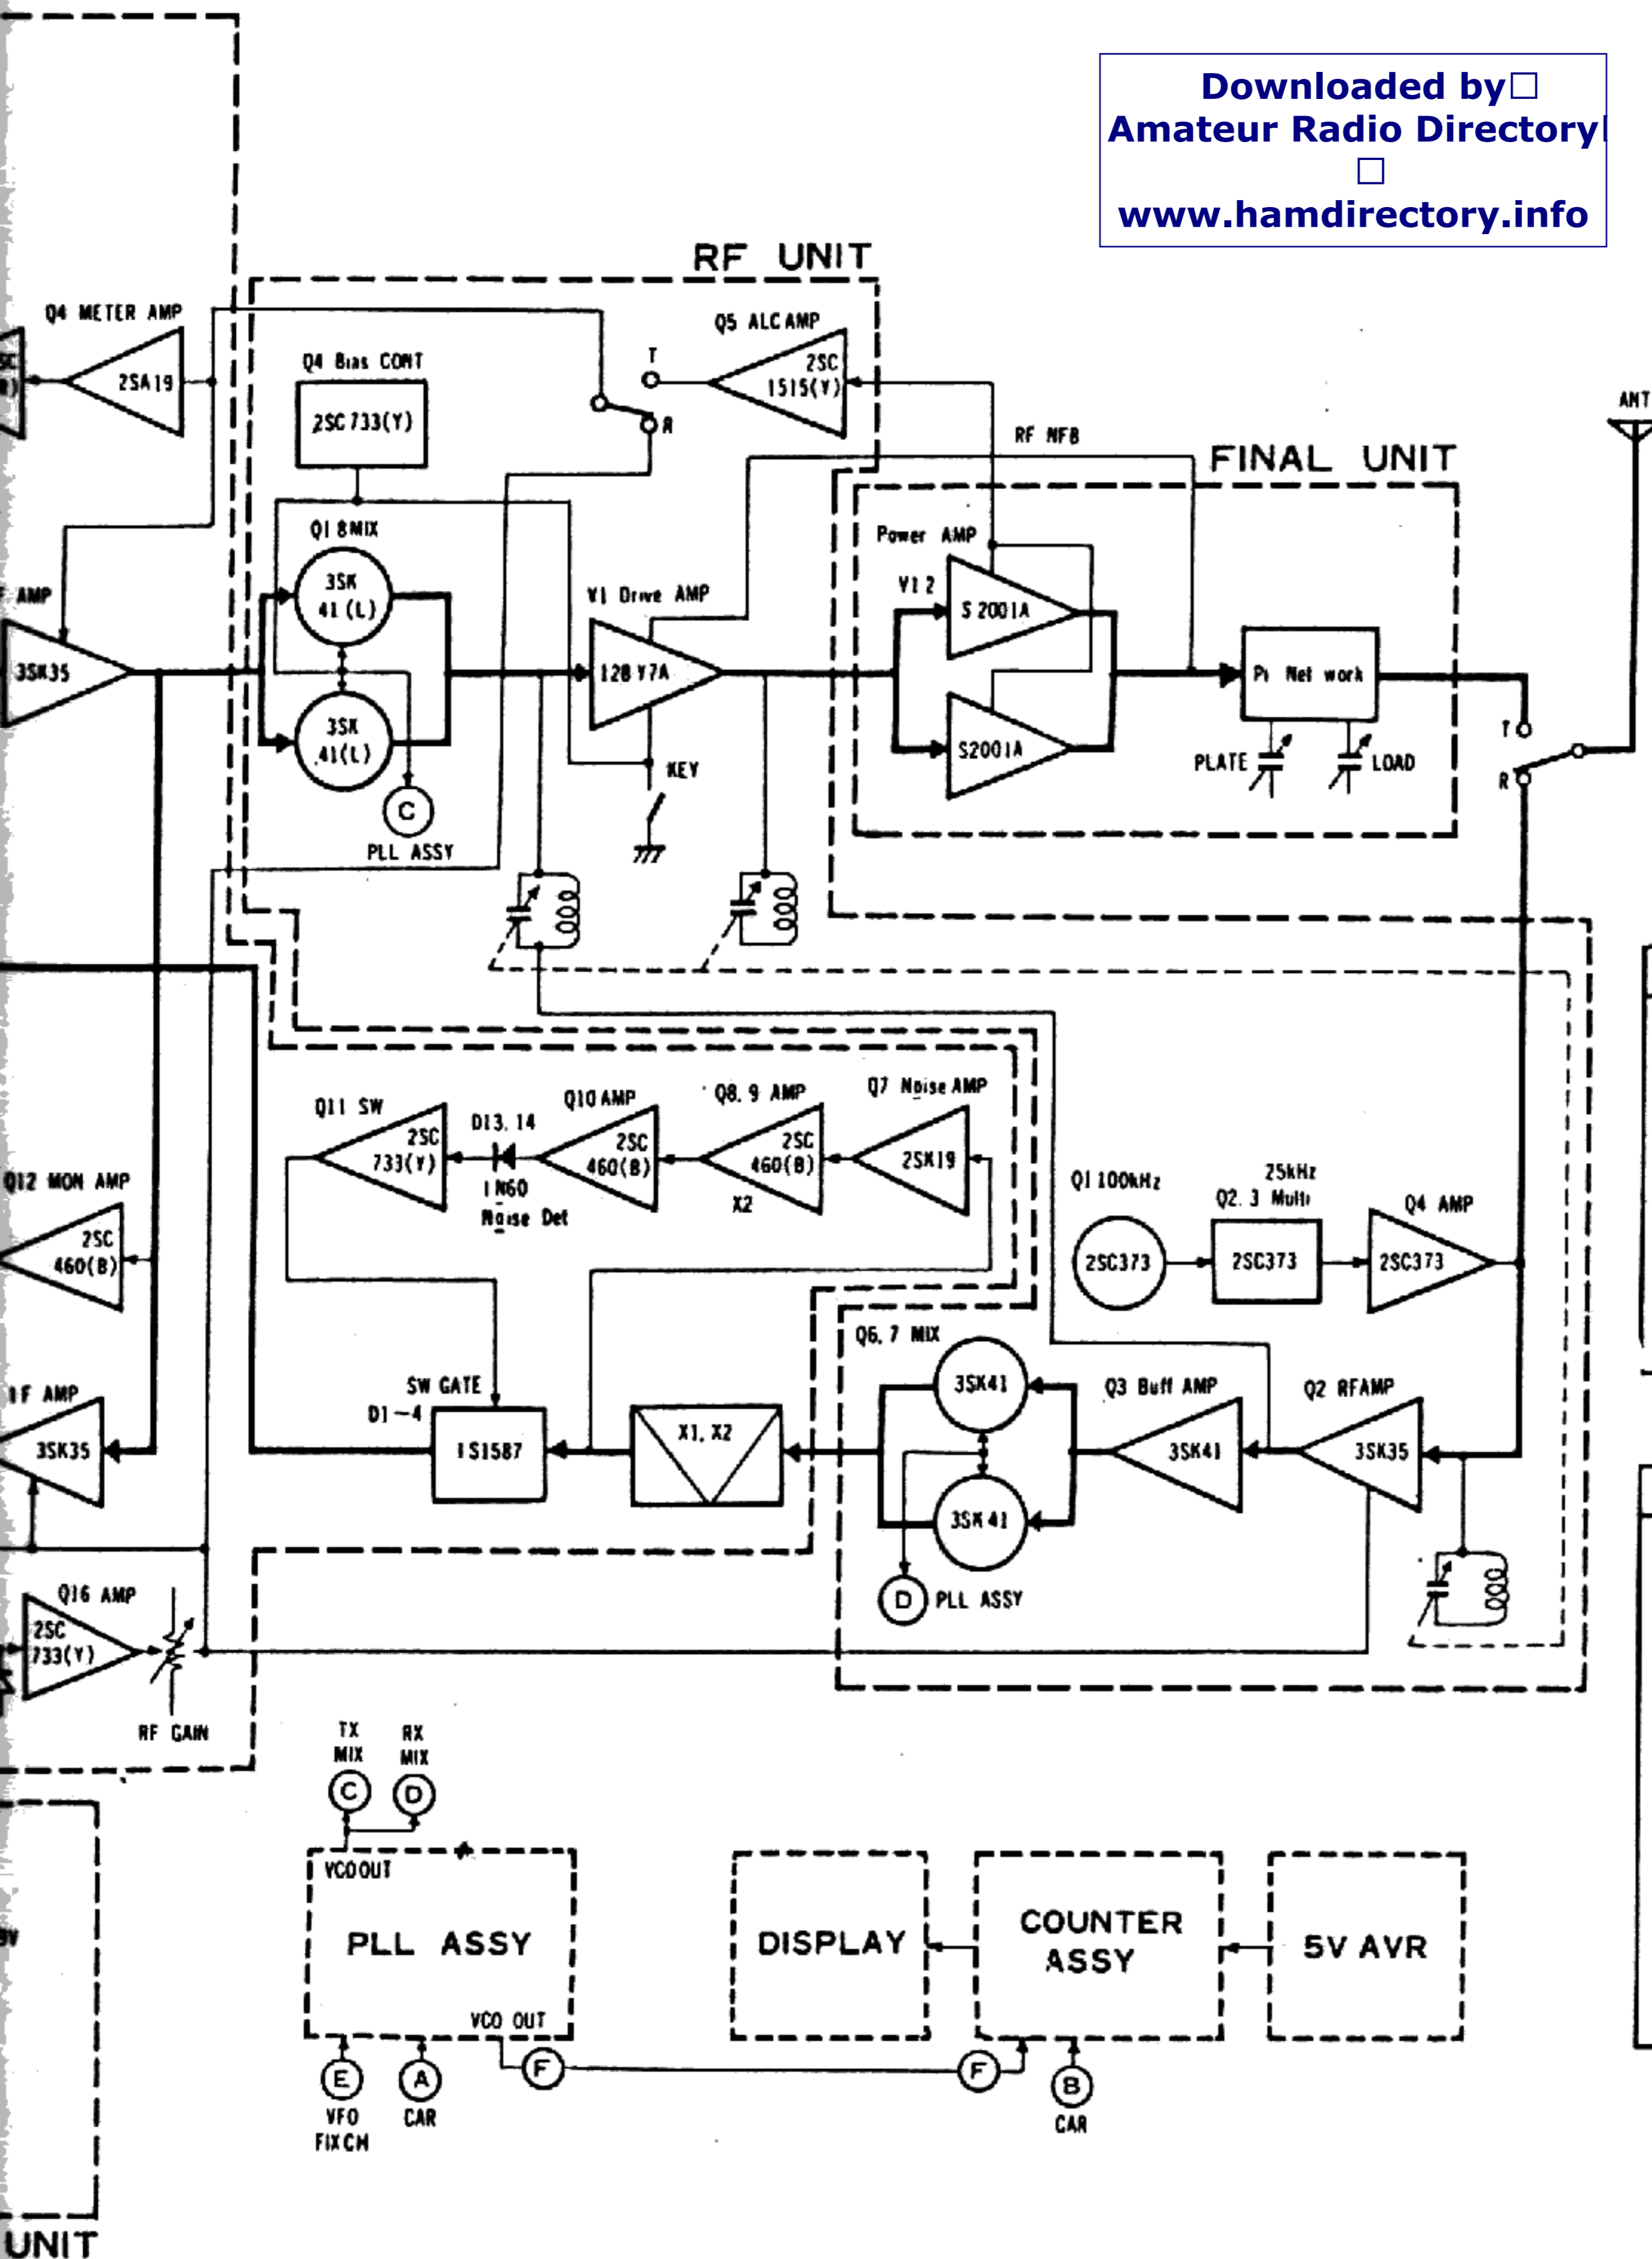 Downloaded by
Amateur Radio Directory
www.hamdirectory.info
RF UNIT
Q4 METER AMP
2SA19
Q4 Bias CONT
2SC733(Y)
T
R
Q5 ALC AMP
2SC
1515(Y)
RF NFB
FINAL UNIT
ANT
Q1 8MIX
3SK
41(L)
3SK
41(L)
C
PLL ASSY
AMP
3SK35
V1 Drive AMP
12BY7A
KEY
Power AMP
V1 2
S2001A
S2001A
Pi Net work
PLATE
LOAD
T
R
Q11 SW
2SC
733(Y)
D13, 14
1N60
Noise Det
Q10 AMP
2SC
460(B)
Q8, 9 AMP
2SC
460(B)
X2
Q7 Noise AMP
2SK19
Q12 MON AMP
2SC
460(B)
Q1 100kHz
2SC373
25kHz
Q2. 3 Multi
2SC373
Q4 AMP
2SC373
IF AMP
3SK35
SW GATE
D1-4
1S1587
X1, X2
Q6, 7 MIX
3SK41
3SK41
D
PLL ASSY
Q3 Buff AMP
3SK41
Q2 RFAMP
3SK35
Q16 AMP
2SC
733(Y)
RF GAIN
TX
MIX
C
RX
MIX
D
VCO OUT
PLL ASSY
VCO OUT
DISPLAY
COUNTER
ASSY
5V AVR
E
VFO
FIX CH
A
CAR
F
F
B
CAR
UNIT